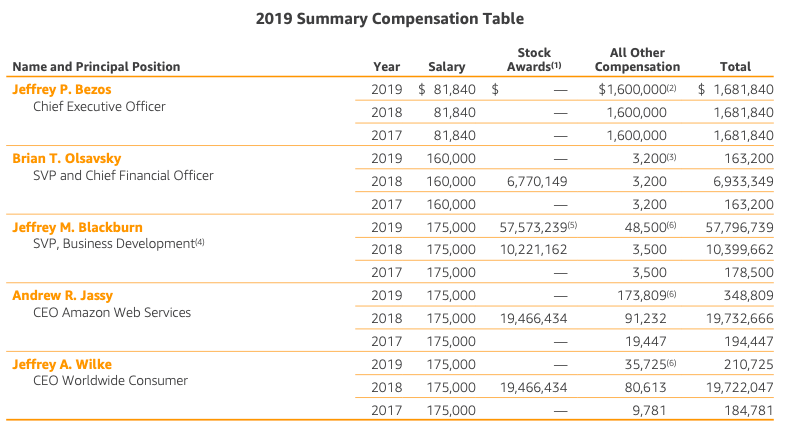 2019 Summary Compensation Table
Name and Principal Position Year Salary Stock Awards(1) All Other Compensation Total
Jeffrey P. Bezos 2019 $ 81,840 $ — $1,600,000(2) $ 1,681,840
Chief Executive Officer 2018 81,840 — 1,600,000 1,681,840
2017 81,840 — 1,600,000 1,681,840
Brian T. Olsavsky 2019 160,000 — 3,200(3) 163,200
SVP and Chief Financial Officer 2018 160,000 6,770,149 3,200 6,933,349
2017 160,000 — 3,200 163,200
Jeffrey M. Blackburn 2019 175,000 57,573,239(5) 48,500(6) 57,796,739
SVP, Business Development(4) 2018 175,000 10,221,162 3,500 10,399,662
2017 175,000 — 3,500 178,500
Andrew R. Jassy 2019 175,000 — 173,809(6) 348,809
CEO Amazon Web Services 2018 175,000 19,466,434 91,232 19,732,666
2017 175,000 — 19,447 194,447
Jeffrey A. Wilke 2019 175,000 — 35,725(6) 210,725
CEO Worldwide Consumer 2018 175,000 19,466,434 80,613 19,722,047
2017 175,000 — 9,781 184,781